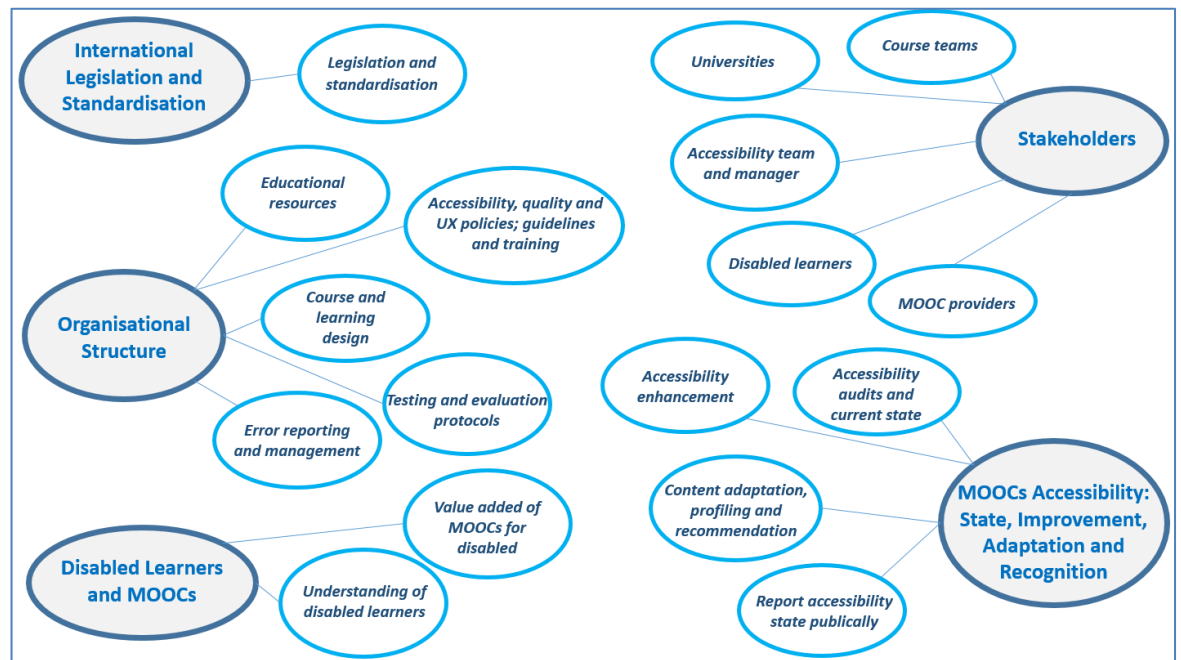 International
Legislation and
Standardisation
Legislation and
standardisation
Educational
resources
Accessibility, quality and
UX policies; guidelines
and training
Organisational
Structure
Course and
learning
design
Testing and evaluation
protocols
Error reporting
and management
Value added of
MOOCs for
disabled
Disabled Learners
and MOOCs
Understanding of
disabled learners
Universities
Course teams
Stakeholders
Accessibility team
and manager
Disabled learners
MOOC providers
Accessibility
enhancement
Accessibility
audits and
current state
Content adaptation,
profiling and
recommendation
MOOCs Accessibility:
State, Improvement,
Adaptation and
Recognition
Report accessibility
state publically